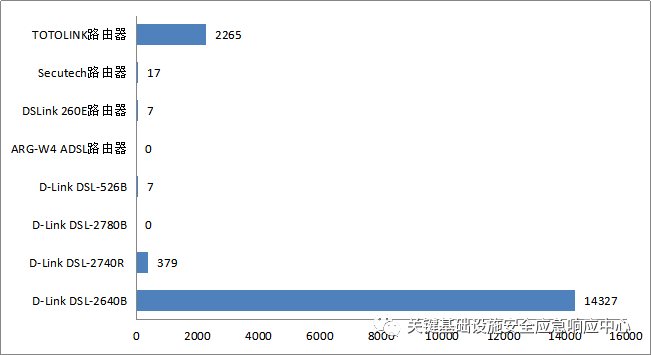 TOTOLINK路由器 2265
Secutech路由器 17
DSLink 260E路由器 7
ARG-W4 ADSL路由器 0
D-Link DSL-526B 7
D-Link DSL-2780B 0
D-Link DSL-2740R 379
D-Link DSL-2640B 14327
关键基础设施安全应急响应中心
0 2000 4000 6000 8000 10000 12000 14000 16000